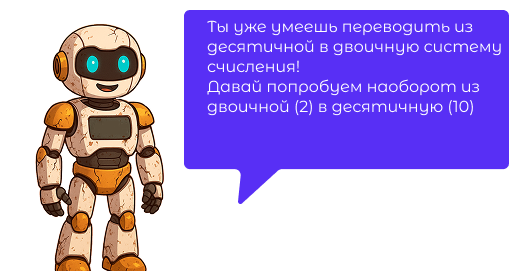 Ты уже умеешь переводить из
десятичной в двоичную систему
счисления!
Давай попробуем наоборот из
двоичной (2) в десятичную (10)